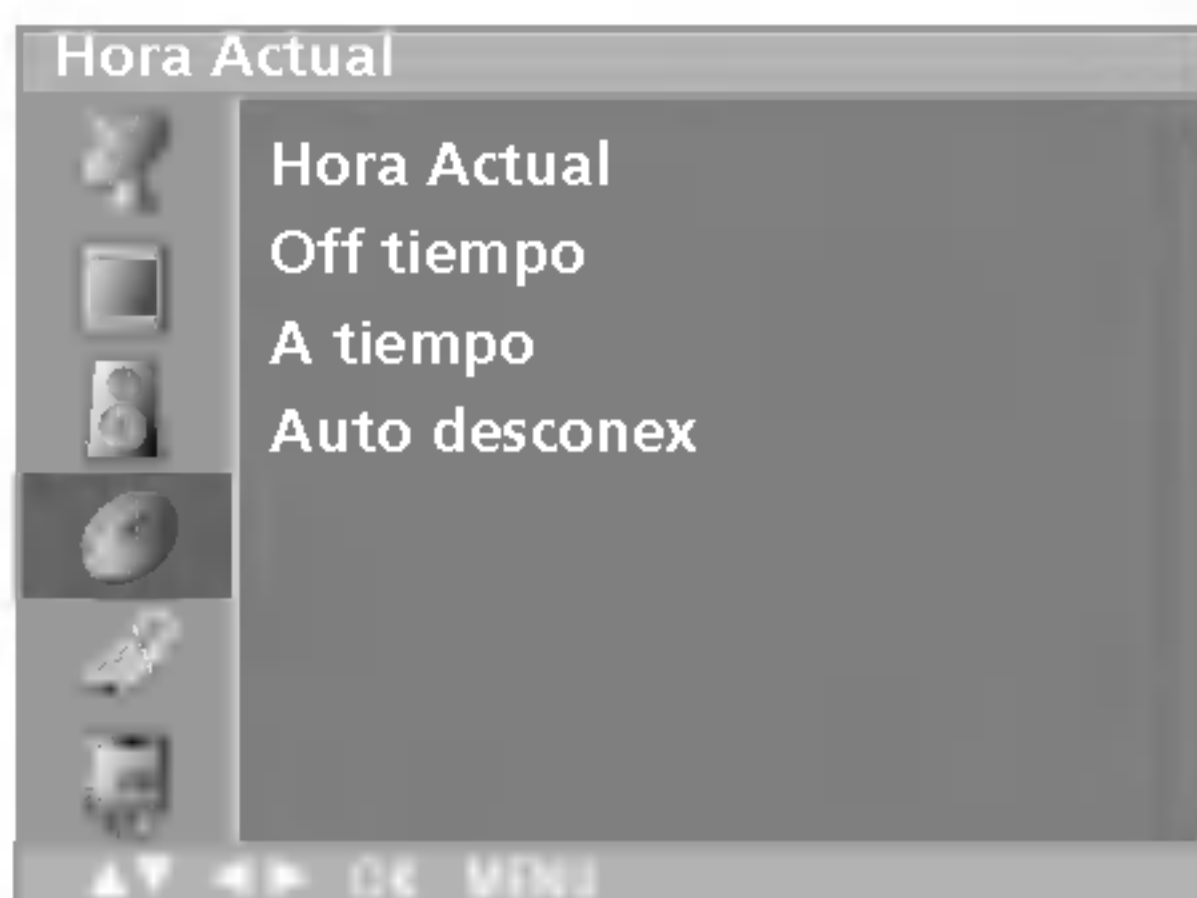 Hora Actual
Hora Actual
Off tiempo
A tiempo
Auto desconex
▲▼ ◀▶ OK MENU